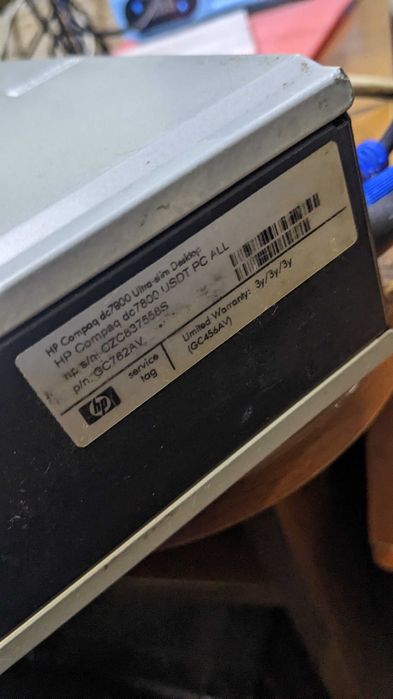 HP Compaq dc7800 Ultra-slim Desktop
HP Compaq dc7800 USDT PC ALL
hp s/n: CZC837558S
p/n: GC762AV
hp
service
tag
Limited Warranty: 3y/3y/3y
(GC456AV)